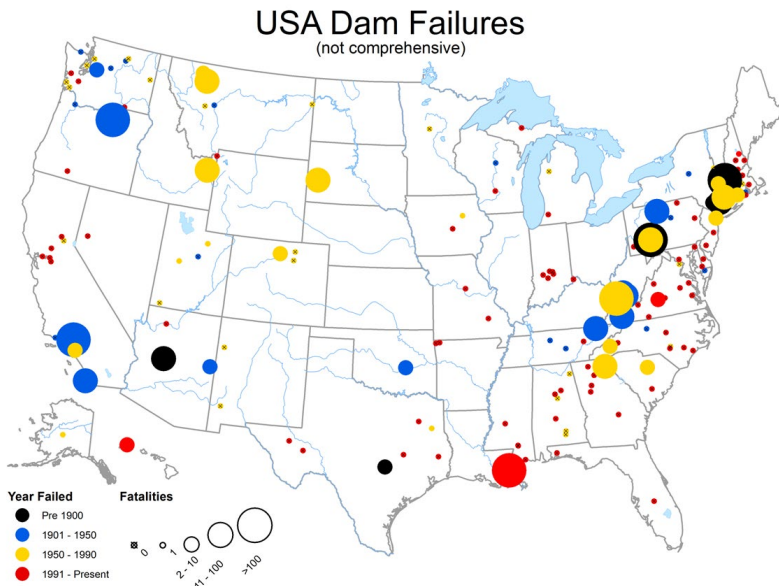 USA Dam Failures
(not comprehensive)
Year Failed
Pre 1900
1901 - 1950
1950 - 1990
1991 - Present
Fatalities
0
1
2 - 10
11 - 100
>100